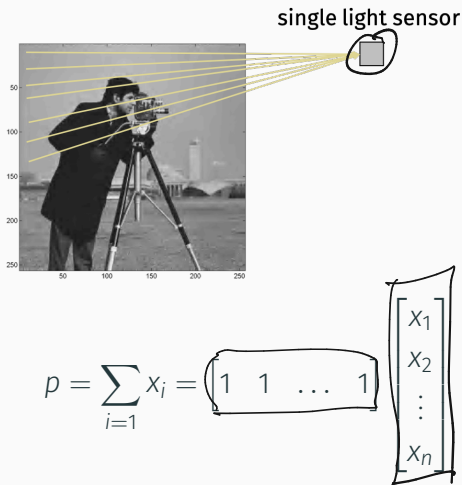 single light sensor
50
100
150
200
250
50 100 150 200 250
p = ∑_{i=1} x_i = [1 1 … 1] [x_1 x_2 ⋮ x_n]